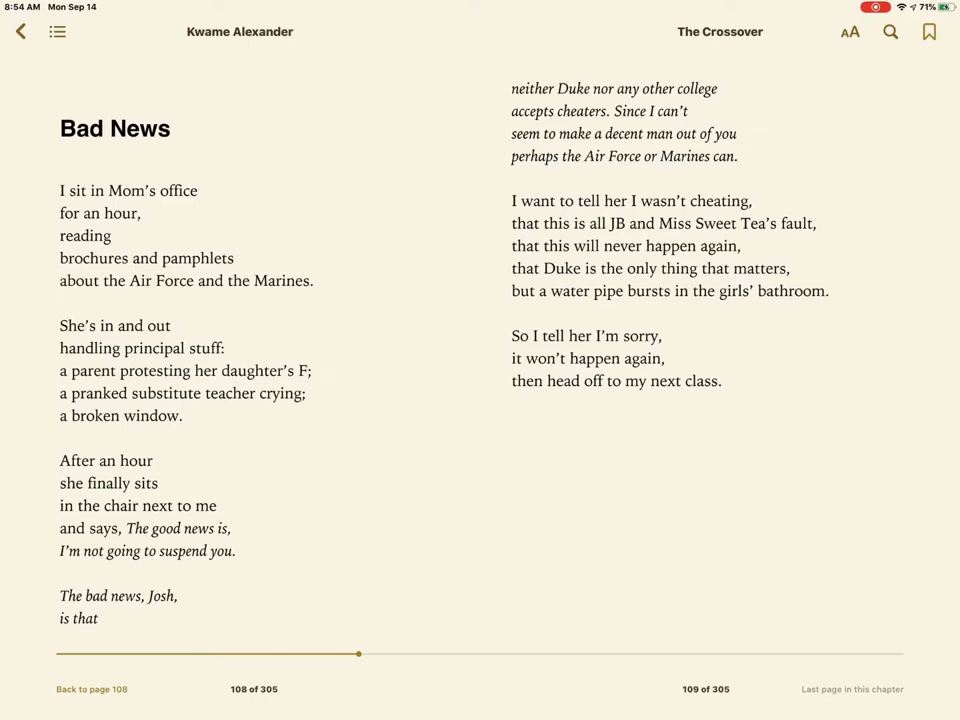 8:54 AM Mon Sep 14
71%
Kwame Alexander
The Crossover
AA
Bad News
I sit in Mom’s office
for an hour,
reading
brochures and pamphlets
about the Air Force and the Marines.
She’s in and out
handling principal stuff:
a parent protesting her daughter’s F;
a pranked substitute teacher crying;
a broken window.
After an hour
she finally sits
in the chair next to me
and says, The good news is,
I’m not going to suspend you.
The bad news, Josh,
is that
neither Duke nor any other college
accepts cheaters. Since I can’t
seem to make a decent man out of you
perhaps the Air Force or Marines can.
I want to tell her I wasn’t cheating,
that this is all JB and Miss Sweet Tea’s fault,
that this will never happen again,
that Duke is the only thing that matters,
but a water pipe bursts in the girls’ bathroom.
So I tell her I’m sorry,
it won’t happen again,
then head off to my next class.
Back to page 108
108 of 305
109 of 305
Last page in this chapter